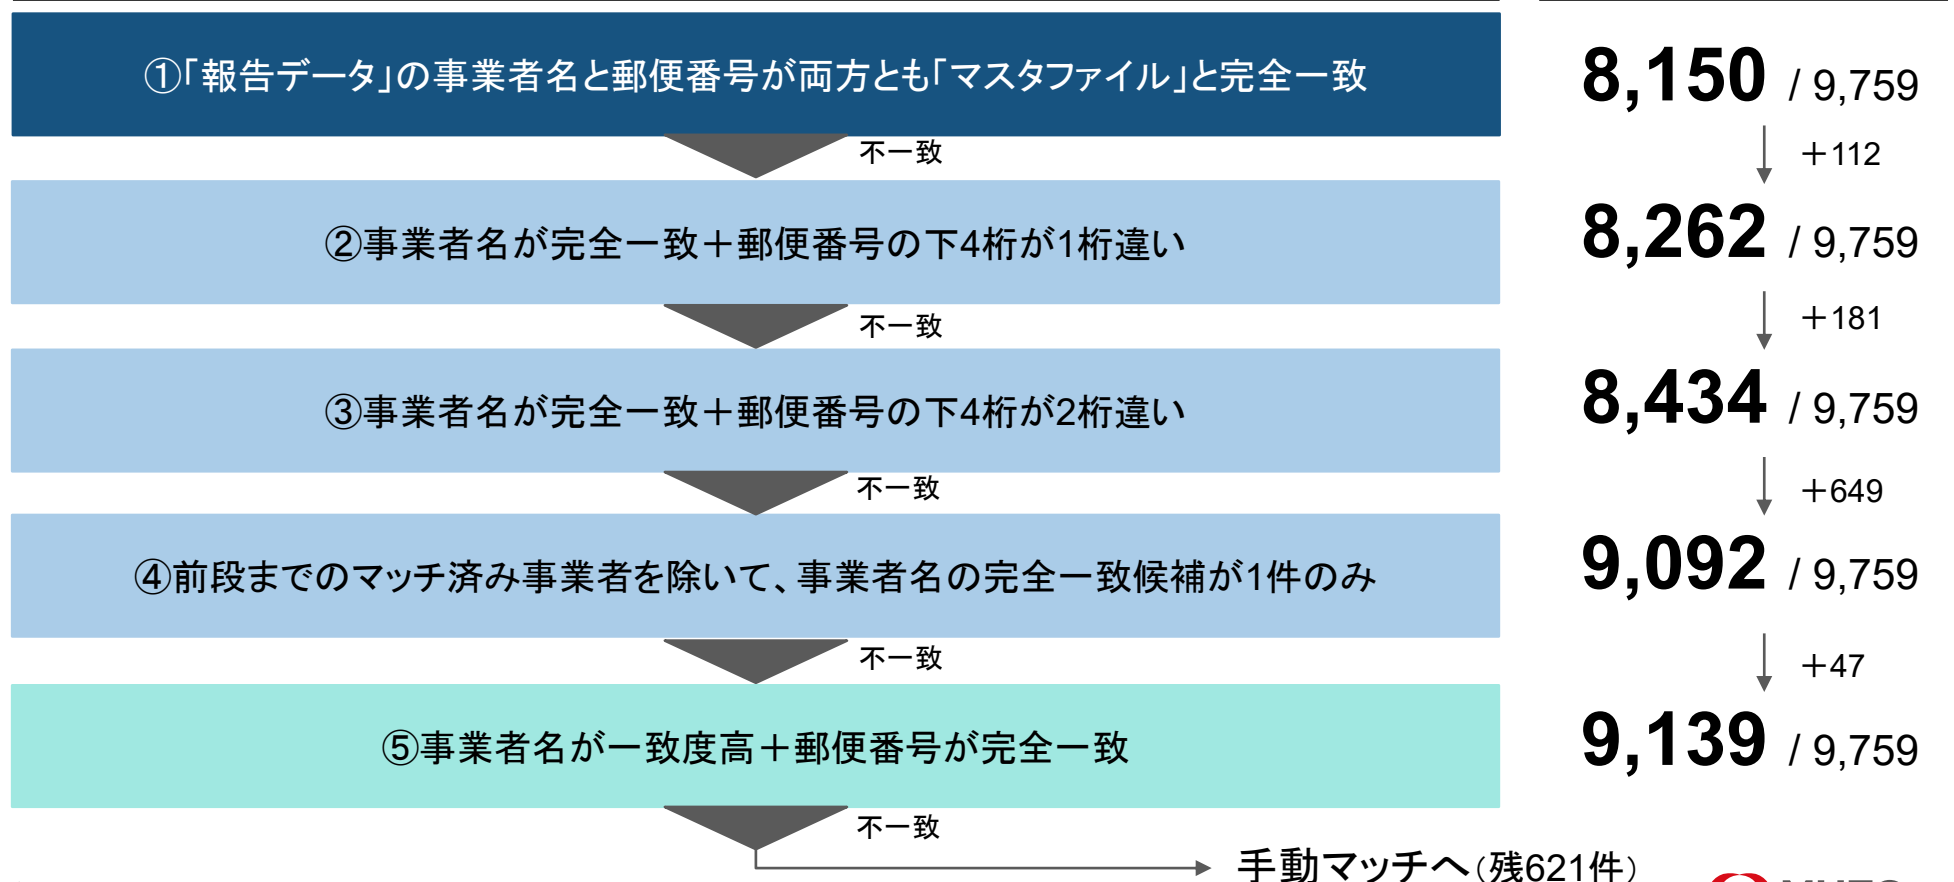 ①「報告データ」の事業者名と郵便番号が両方とも「マスタファイル」と完全一致
8,150 / 9,759
不一致
＋112
②事業者名が完全一致＋郵便番号の下4桁が1桁違い
8,262 / 9,759
不一致
＋181
③事業者名が完全一致＋郵便番号の下4桁が2桁違い
8,434 / 9,759
不一致
＋649
④前段までのマッチ済み事業者を除いて、事業者名の完全一致候補が1件のみ
9,092 / 9,759
不一致
＋47
⑤事業者名が一致度高＋郵便番号が完全一致
9,139 / 9,759
不一致
手動マッチへ（残621件）